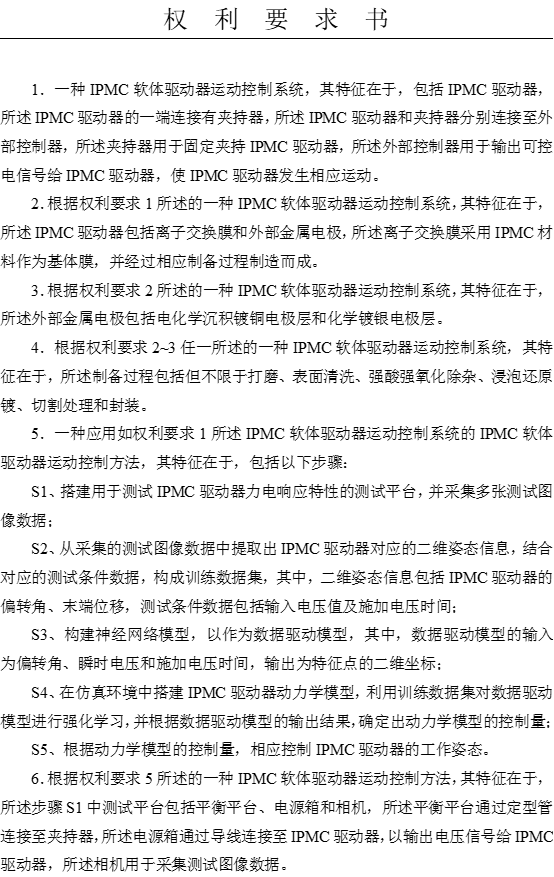 权 利 要 求 书
1．一种 IPMC 软体驱动器运动控制系统，其特征在于，包括 IPMC 驱动器，
所述 IPMC 驱动器的一端连接有夹持器，所述 IPMC 驱动器和夹持器分别连接至外
部控制器，所述夹持器用于固定夹持 IPMC 驱动器，所述外部控制器用于输出可控
电信号给 IPMC 驱动器，使 IPMC 驱动器发生相应运动。
2．根据权利要求 1 所述的一种 IPMC 软体驱动器运动控制系统，其特征在于，
所述 IPMC 驱动器包括离子交换膜和外部金属电极，所述离子交换膜采用 IPMC 材
料作为基体膜，并经过相应制备过程制造而成。
3．根据权利要求 2 所述的一种 IPMC 软体驱动器运动控制系统，其特征在于，
所述外部金属电极包括电化学沉积镀铜电极层和化学镀银电极层。
4．根据权利要求 2~3 任一所述的一种 IPMC 软体驱动器运动控制系统，其特
征在于，所述制备过程包括但不限于打磨、表面清洗、强酸强氧化除杂、浸泡还原
镀、切割处理和封装。
5．一种应用如权利要求 1 所述 IPMC 软体驱动器运动控制系统的 IPMC 软体
驱动器运动控制方法，其特征在于，包括以下步骤：
S1、搭建用于测试 IPMC 驱动器力电响应特性的测试平台，并采集多张测试图
像数据；
S2、从采集的测试图像数据中提取出 IPMC 驱动器对应的二维姿态信息，结合
对应的测试条件数据，构成训练数据集，其中，二维姿态信息包括 IPMC 驱动器的
偏转角、末端位移，测试条件数据包括输入电压值及施加电压时间；
S3、构建神经网络模型，以作为数据驱动模型，其中，数据驱动模型的输入
为偏转角、瞬时电压和施加电压时间，输出为特征点的二维坐标；
S4、在仿真环境中搭建 IPMC 驱动器动力学模型，利用训练数据集对数据驱动
模型进行强化学习，并根据数据驱动模型的输出结果，确定出动力学模型的控制量；
S5、根据动力学模型的控制量，相应控制 IPMC 驱动器的工作姿态。
6．根据权利要求 5 所述的一种 IPMC 软体驱动器运动控制方法，其特征在于，
所述步骤 S1 中测试平台包括平衡平台、电源箱和相机，所述平衡平台通过定型管
连接至夹持器，所述电源箱通过导线连接至 IPMC 驱动器，以输出电压信号给 IPMC
驱动器，所述相机用于采集测试图像数据。